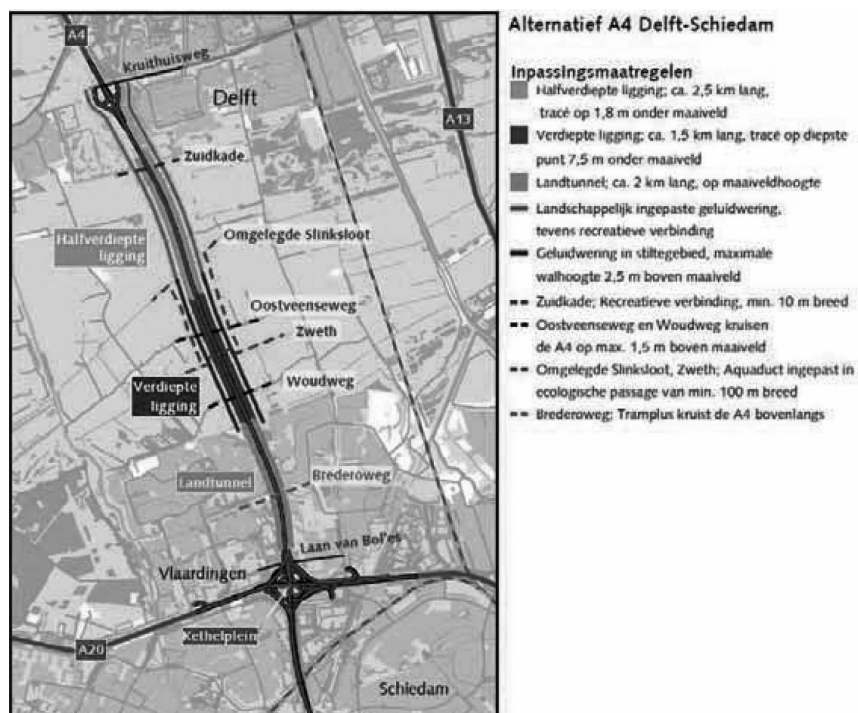 A4
Kruithuisweg
Delft
A13
Zuidkade
Omgelegde Slinksloot
Halfverdiepte
ligging
Oostveenseweg
Zweth
Verdiepte
ligging
Woudweg
Landtunnel
Brederoweg
Laan van Bol'es
Vlaardingen
Kethelplein
A20
Schiedam
Alternatief A4 Delft-Schiedam
Inpassingsmaatregelen
Halfverdiepte ligging; ca. 2,5 km lang,
tracé op 1,8 m onder maaiveld
Verdiepte ligging; ca. 1,5 km lang, tracé op diepste
punt 7,5 m onder maaiveld
Landtunnel; ca. 2 km lang, op maaiveldhoogte
Landschappelijk ingepaste geluidwering,
tevens recreatieve verbinding
Geluidwering in stiltegebied, maximale
walhoogte 2,5 m boven maaiveld
Zuidkade; Recreatieve verbinding, min. 10 m breed
Oostveenseweg en Woudweg kruisen
de A4 op max. 1,5 m boven maaiveld
Omgelegde Slinksloot, Zweth; Aquaduct ingepast in
ecologische passage van min. 100 m breed
Brederoweg; Tramplus kruist de A4 bovenlangs